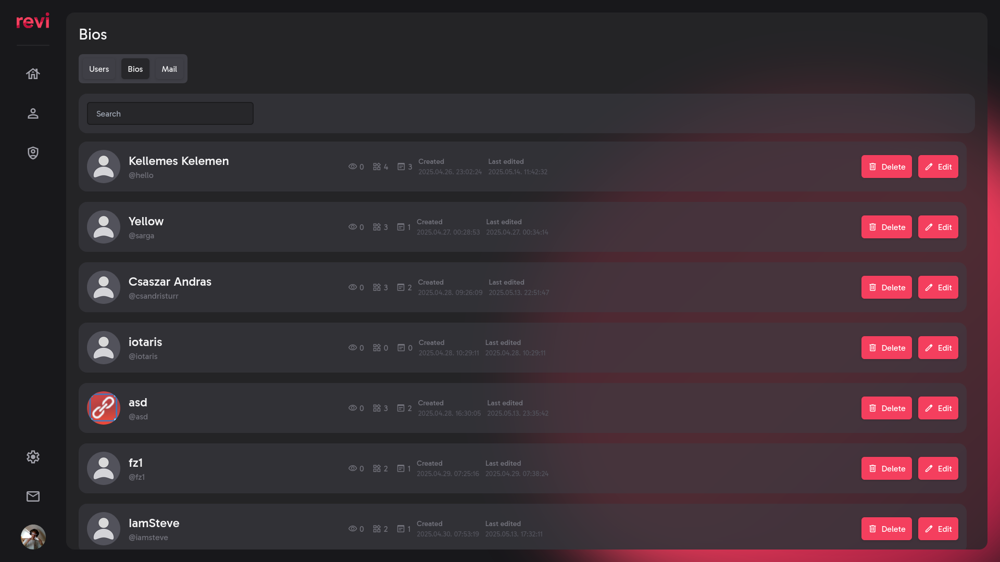 revi
Bios
Users Bios Mail
Search
Kellemes Kelemen
@hello
0 4 3
Created Last edited
2025.04.26. 23:02:24 2025.05.14. 11:42:32
Delete Edit
Yellow
@sarga
0 3 1
Created Last edited
2025.04.27. 00:28:53 2025.04.27. 00:34:14
Delete Edit
Csaszar Andras
@csandristurr
0 3 2
Created Last edited
2025.04.28. 09:26:09 2025.05.13. 22:51:47
Delete Edit
iotaris
@iotaris
0 0 0
Created Last edited
2025.04.28. 10:29:11 2025.04.28. 10:29:11
Delete Edit
asd
@asd
0 3 2
Created Last edited
2025.04.28. 16:30:05 2025.05.13. 23:35:42
Delete Edit
fz1
@fz1
0 2 1
Created Last edited
2025.04.29. 07:25:16 2025.04.29. 07:38:24
Delete Edit
IamSteve
@iamsteve
0 2 1
Created Last edited
2025.04.30. 07:53:19 2025.05.13. 17:32:11
Delete Edit